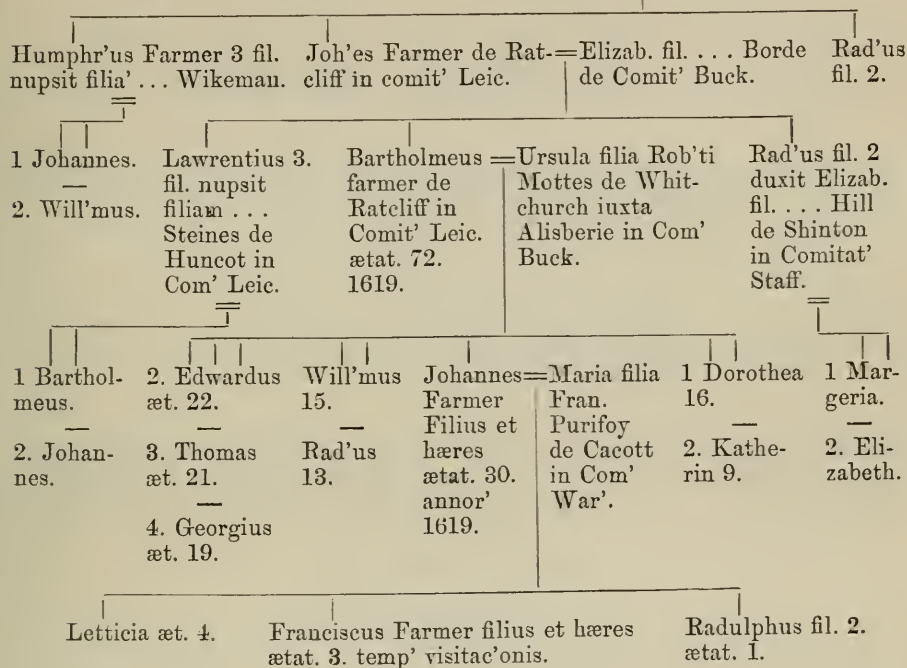 Humphr'us Farmer 3 fil.
nupsit filia' ... Wikeman.
Joh'es Farmer de Rat-
cliff in comit' Leic.
=Elizab. fil. . . . Borde
de Comit' Buck.
Rad'us
fil. 2.
1 Johannes.
—
2. Will'mus.
Lawrentius 3.
fil. nupsit
filiam . . .
Steines de
Huncot in
Com' Leic.
Bartholmeus
farmer de
Ratcliff in
Comit' Leic.
ætat. 72.
1619.
=Ursula filia Rob'ti
Mottes de Whit-
church iuxta
Alisberie in Com'
Buck.
Rad'us fil. 2
duxit Elizab.
fil. . . . Hill
de Shinton
in Comitat'
Staff.
1 Barthol-
meus.
—
2. Johan-
nes.
2. Edwardus
æt. 22.
—
3. Thomas
æt. 21.
—
4. Georgius
æt. 19.
Will'mus
15.
—
Rad'us
13.
Johannes
Farmer
Filius et
hæres
ætat. 30.
annor'
1619.
=Maria filia
Fran.
Purifoy
de Cacott
in Com'
War'.
1 Dorothea
16.
—
2. Kathe-
rin 9.
1 Mar-
geria.
—
2. Eli-
zabeth.
Letticia æt. 4.
Franciscus Farmer filius et hæres
ætat. 3. temp' visitac'onis.
Radulphus fil. 2.
ætat. 1.